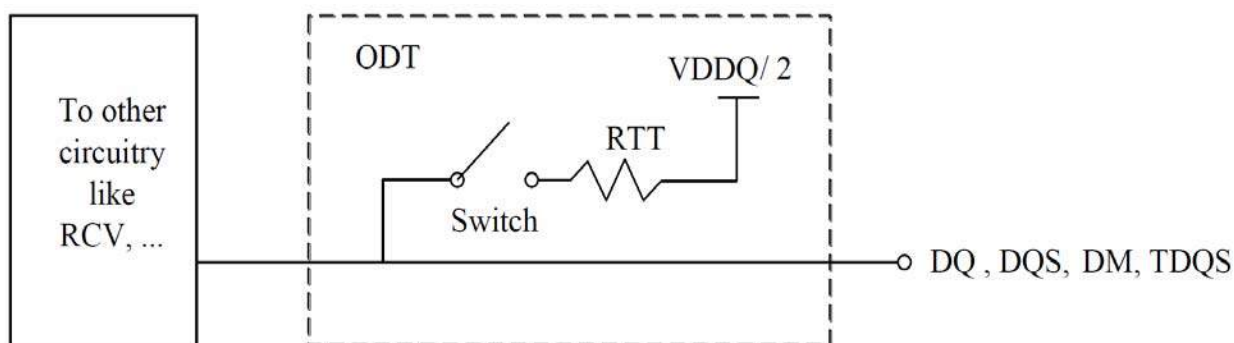 To other
circuitry
like
RCV, ...
ODT
VDDQ/ 2
RTT
Switch
DQ , DQS, DM, TDQS